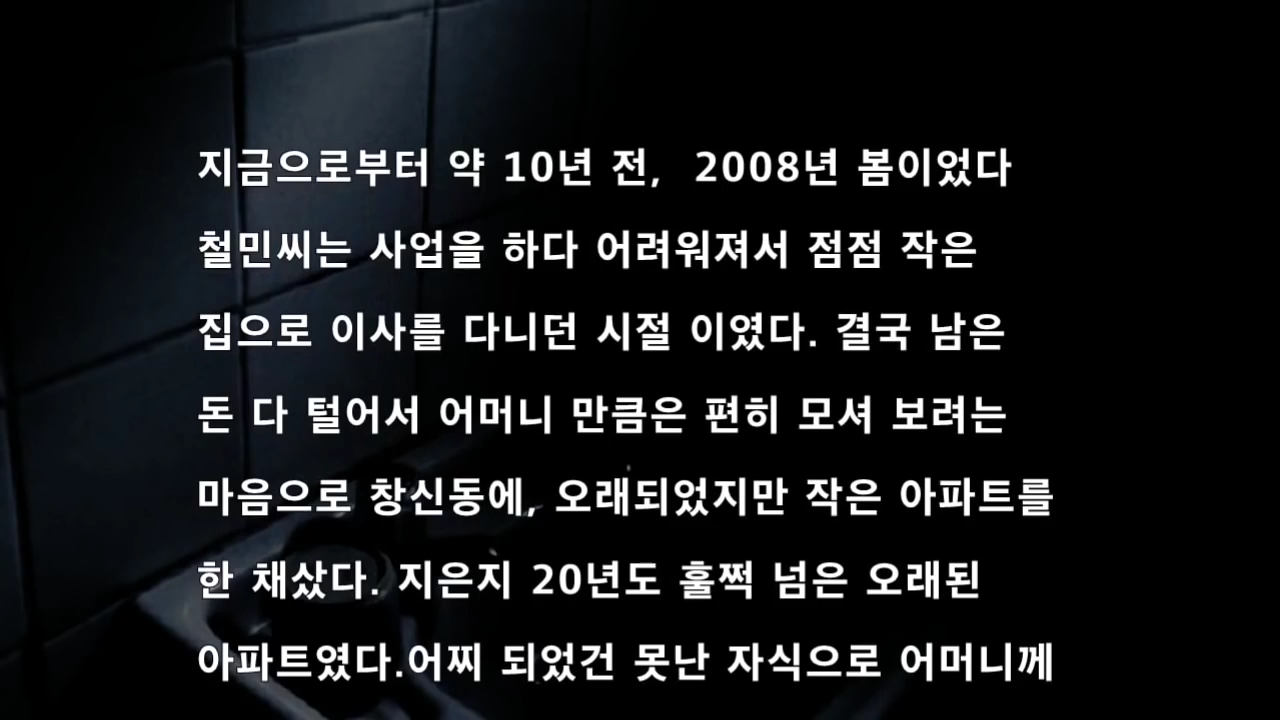 지금으로부터 약 10년 전,  2008년 봄이었다
철민씨는 사업을 하다 어려워져서 점점 작은
집으로 이사를 다니던 시절 이였다. 결국 남은
돈 다 털어서 어머니 만큼은 편히 모셔 보려는
마음으로 창신동에, 오래되었지만 작은 아파트를
한 채샀다. 지은지 20년도 훌쩍 넘은 오래된
아파트였다.어찌 되었건 못난 자식으로 어머니께